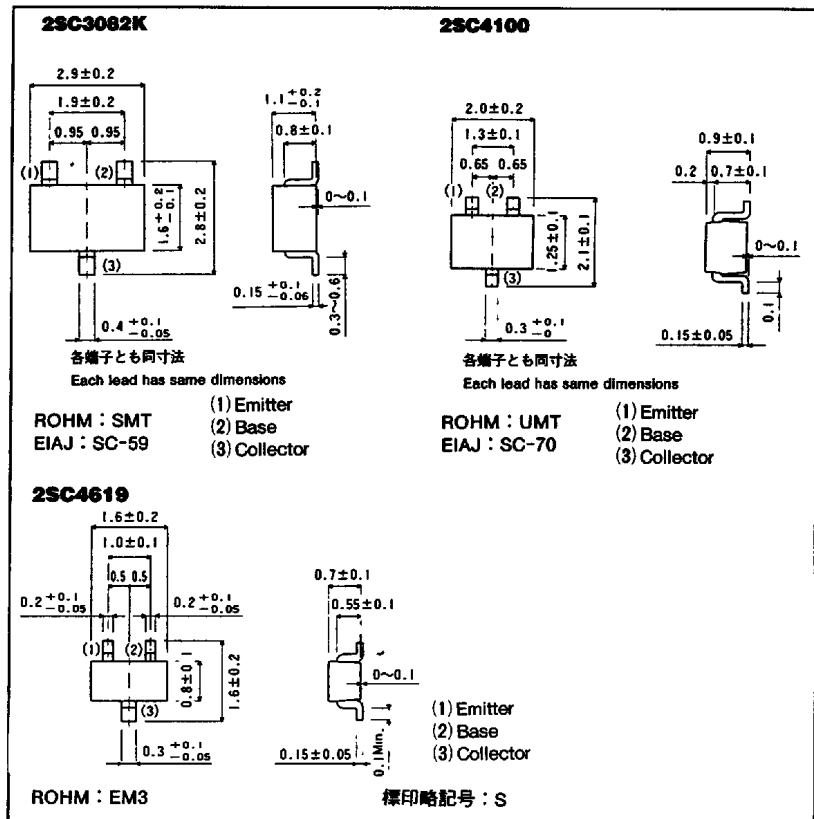 2SC3082K
2.9±0.2
1.9±0.2
0.95 0.95
(1)
(2)
(3)
1.6 +0.2 -0.1
2.8±0.2
0.4 +0.1 -0.05
1.1 +0.2 -0.1
0.8±0.1
0~0.1
0.15 +0.1 -0.06
0.3~0.6
各端子とも同寸法
Each lead has same dimensions
ROHM : SMT
EIAJ : SC-59
(1) Emitter
(2) Base
(3) Collector
2SC4100
2.0±0.2
1.3±0.1
0.65 0.65
(1)
(2)
(3)
1.25±0.1
2.1±0.1
0.3 +0.1 -0
0.9±0.1
0.2 0.7±0.1
0~0.1
0.15±0.05
0.1
各端子とも同寸法
Each lead has same dimensions
ROHM : UMT
EIAJ : SC-70
(1) Emitter
(2) Base
(3) Collector
2SC4619
1.6±0.2
1.0±0.1
0.5 0.5
0.2 +0.1 -0.05
0.2 +0.1 -0.05
(1)
(2)
(3)
0.8±0.1
1.6±0.2
0.3 +0.1 -0.05
0.7±0.1
0.55±0.1
0~0.1
0.15±0.05
0.1Min.
(1) Emitter
(2) Base
(3) Collector
ROHM : EM3
標印略記号 : S